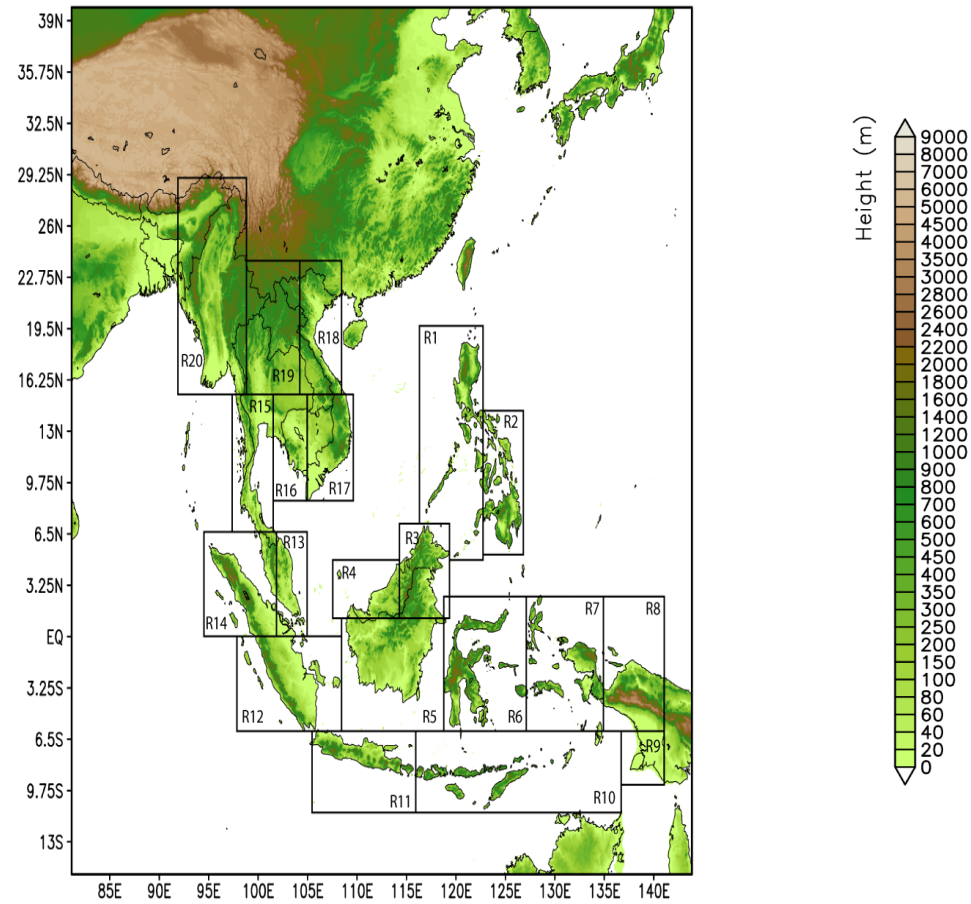 39N
35.75N
32.5N
29.25N
26N
22.75N
19.5N
16.25N
13N
9.75N
6.5N
3.25N
EQ
3.25S
6.5S
9.75S
13S
85E 90E 95E 100E 105E 110E 115E 120E 125E 130E 135E 140E
R1
R18
R20
R19
R15
R2
R16
R17
R3
R13
R4
R7
R8
R14
R12
R5
R6
R9
R11
R10
Height (m)
9000
8000
7000
6000
5000
4500
4000
3500
3000
2800
2600
2400
2200
2000
1800
1600
1400
1200
1000
900
800
700
600
500
450
400
350
300
250
200
150
100
80
60
40
20
0